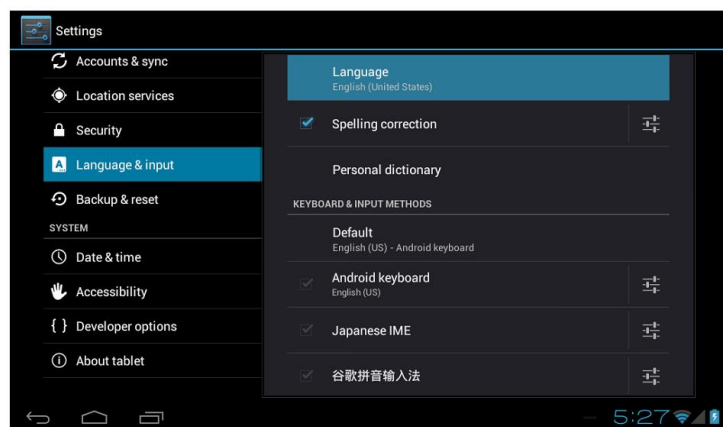 Settings
Accounts & sync
Location services
Security
Language & input
Backup & reset
SYSTEM
Date & time
Accessibility
{ } Developer options
About tablet
Language
English (United States)
Spelling correction
Personal dictionary
KEYBOARD & INPUT METHODS
Default
English (US) - Android keyboard
Android keyboard
English (US)
Japanese IME
谷歌拼音输入法
5:27